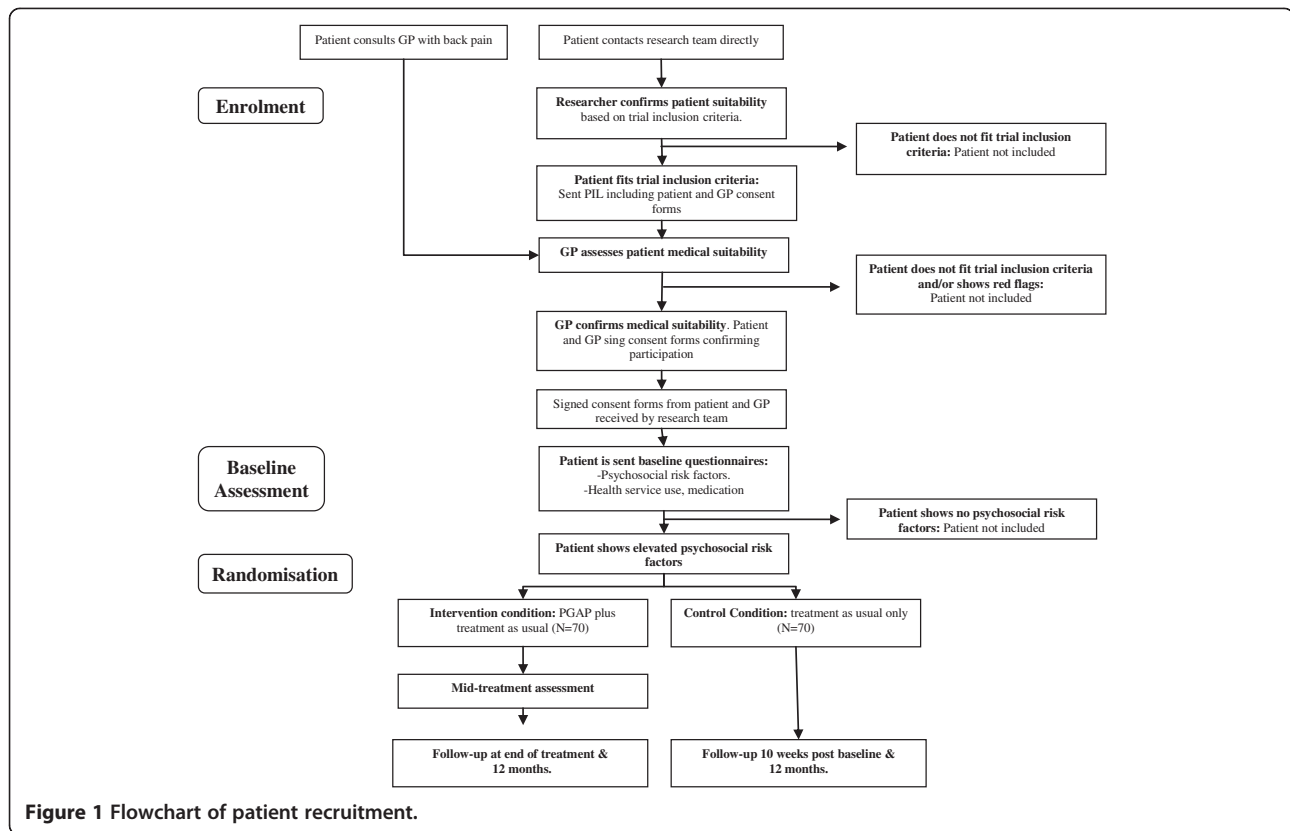 Patient consults GP with back pain
Patient contacts research team directly
Enrolment
Researcher confirms patient suitability
based on trial inclusion criteria.
Patient does not fit trial inclusion
criteria: Patient not included
Patient fits trial inclusion criteria:
Sent PIL including patient and GP consent
forms
GP assesses patient medical suitability
Patient does not fit trial inclusion criteria
and/or shows red flags:
Patient not included
GP confirms medical suitability. Patient
and GP sing consent forms confirming
participation
Signed consent forms from patient and GP
received by research team
Baseline
Assessment
Patient is sent baseline questionnaires:
-Psychosocial risk factors.
-Health service use, medication
Patient shows no psychosocial risk
factors: Patient not included
Patient shows elevated psychosocial risk
factors
Randomisation
Intervention condition: PGAP plus
treatment as usual (N=70)
Control Condition: treatment as usual only
(N=70)
Mid-treatment assessment
Follow-up at end of treatment &
12 months.
Follow-up 10 weeks post baseline &
12 months.
Figure 1 Flowchart of patient recruitment.